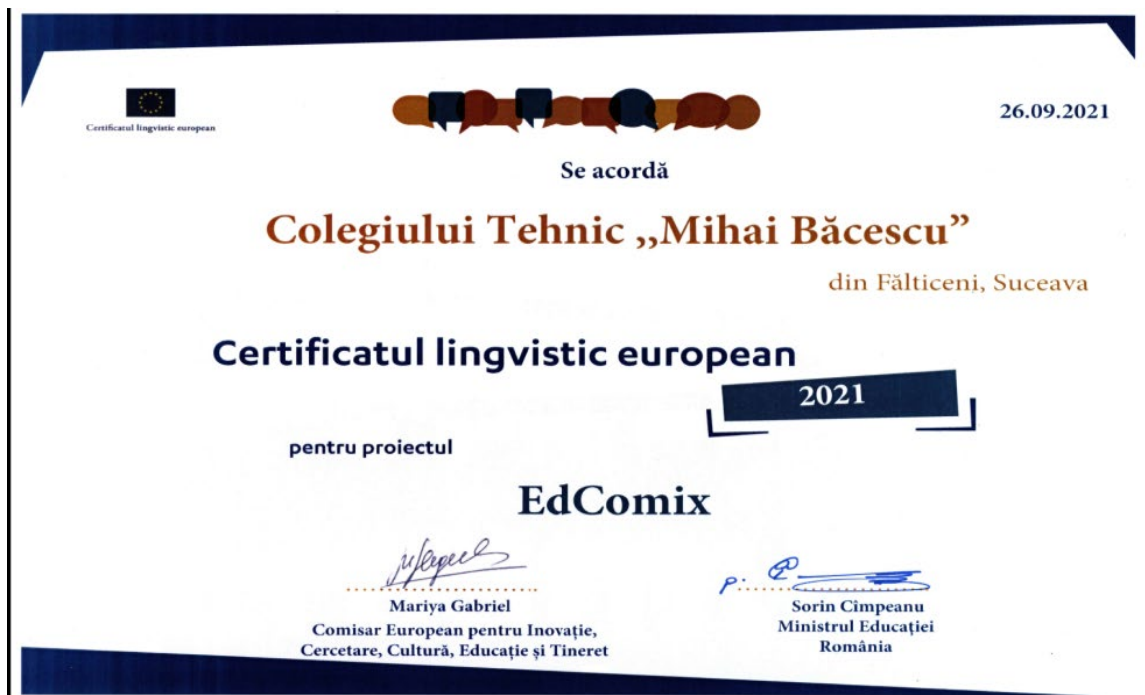 Certificatul lingvistic european
26.09.2021
Se acordă
Colegiului Tehnic ,,Mihai Băcescu”
din Fălticeni, Suceava
Certificatul lingvistic european
2021
pentru proiectul
EdComix
p.
Mariya Gabriel
Comisar European pentru Inovație,
Cercetare, Cultură, Educație și Tineret
Sorin Cîmpeanu
Ministrul Educației
România